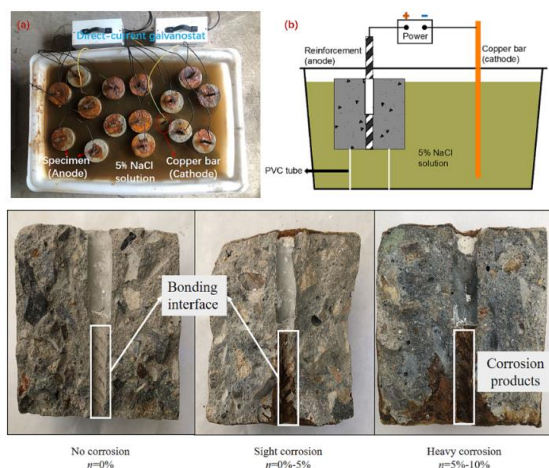 (a)
Direct-current galvanostat
Specimen
(Anode)
5% NaCl
solution
Copper bar
(Cathode)
(b)
+ -
Power
Reinforcement
(anode)
Copper bar
(cathode)
5% NaCl
solution
PVC tube
Bonding
interface
Corrosion
products
No corrosion
n=0%
Sight corrosion
n=0%-5%
Heavy corrosion
n=5%-10%